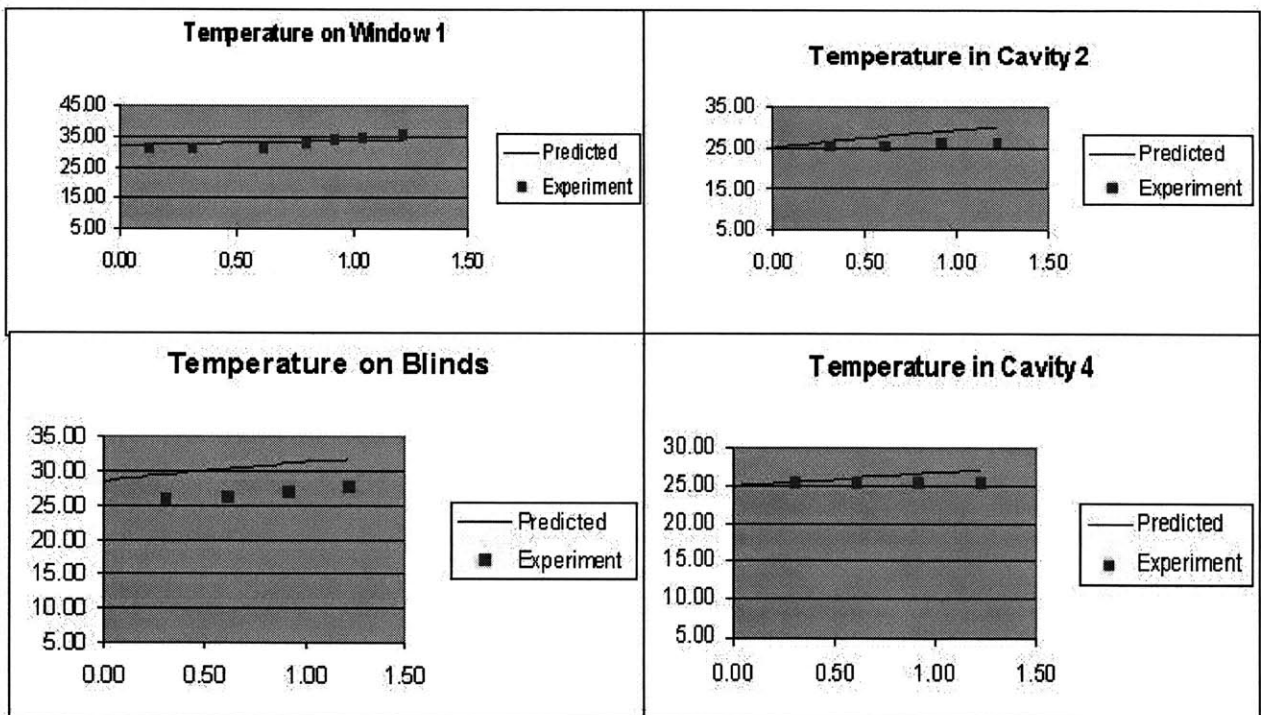 Temperature on Window 1
45.00
35.00
25.00
15.00
5.00
0.00 0.50 1.00 1.50
Predicted
Experiment
Temperature in Cavity 2
35.00
25.00
15.00
5.00
0.00 0.50 1.00 1.50
Predicted
Experiment
Temperature on Blinds
35.00
30.00
25.00
20.00
15.00
10.00
5.00
0.00 0.50 1.00 1.50
Predicted
Experiment
Temperature in Cavity 4
30.00
25.00
20.00
15.00
10.00
5.00
0.00 0.50 1.00 1.50
Predicted
Experiment